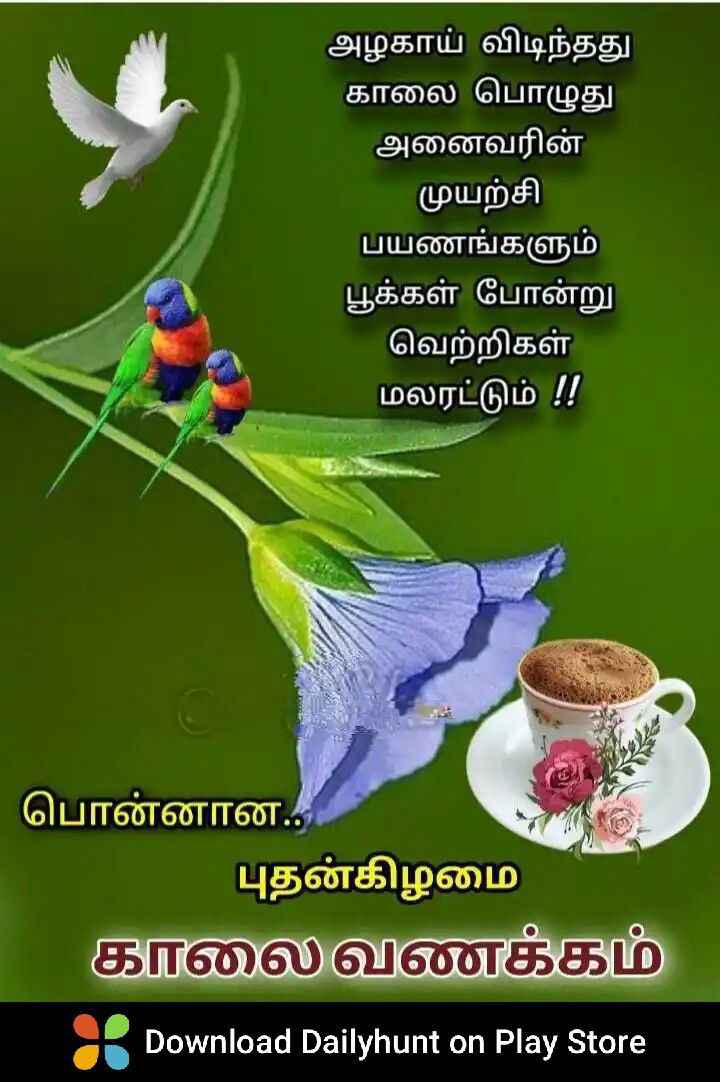 அழகாய் விடிந்தது
காலை பொழுது
அனைவரின்
முயற்சி
பயணங்களும்
பூக்கள் போன்று
வெற்றிகள்
மலரட்டும் !!
பொன்னான..
புதன்கிழமை
காலை வணக்கம்
Download Dailyhunt on Play Store